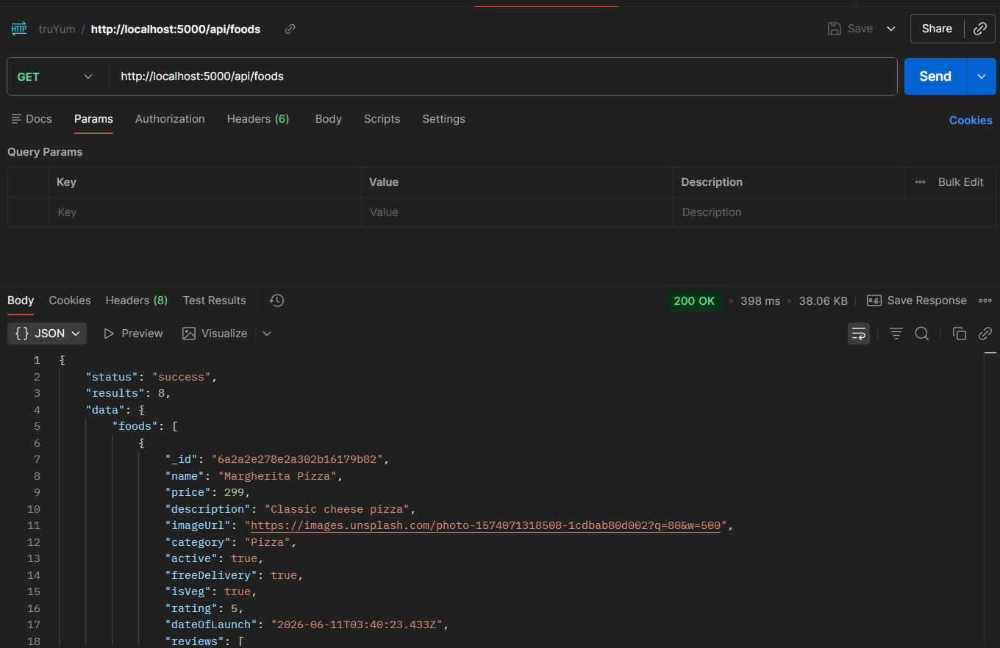 HTTP truYum / http://localhost:5000/api/foods Save Share
GET http://localhost:5000/api/foods Send
Docs Params Authorization Headers (6) Body Scripts Settings Cookies
Query Params
Key Value Description Bulk Edit
Key Value Description
Body Cookies Headers (8) Test Results 200 OK • 398 ms • 38.06 KB e.g. Save Response
{} JSON Preview Visualize
1 {
2 "status": "success",
3 "results": 8,
4 "data": {
5 "foods": [
6 {
7 "_id": "6a2a2e278e2a302b16179b82",
8 "name": "Margherita Pizza",
9 "price": 299,
10 "description": "Classic cheese pizza",
11 "imageUrl": "https://images.unsplash.com/photo-1574071318508-1cdbab80d002?q=80&w=500",
12 "category": "Pizza",
13 "active": true,
14 "freeDelivery": true,
15 "isVeg": true,
16 "rating": 5,
17 "dateOfLaunch": "2026-06-11T03:40:23.433Z",
18 "reviews": [